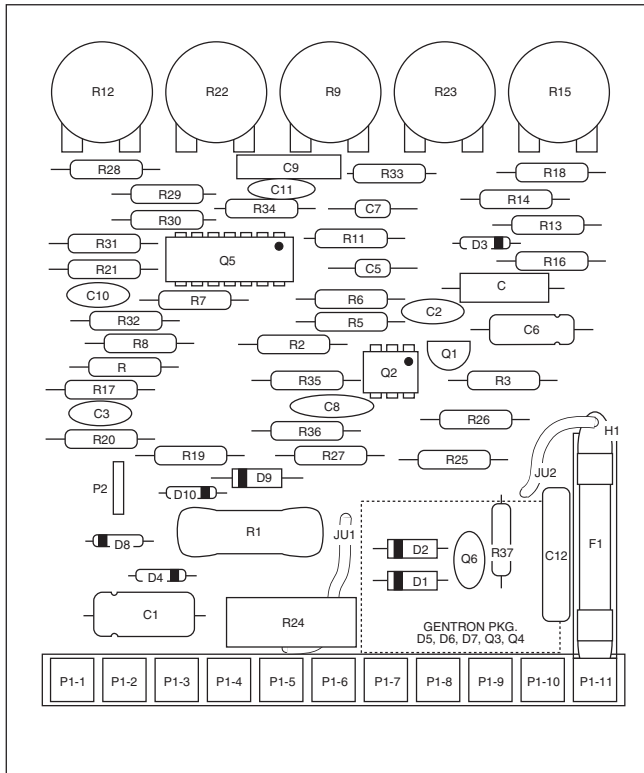 R12 R22 R9 R23 R15
R28 C9 R33 R18
R29 C11 R14
R34 C7
R30 R13
R31 R11 D3
Q5 R16
R21 C5
C10 R7 R6 C
C2
R32 R5 C6
R8 R2 Q1
R Q2
R17 R35 R3
C3 C8 R26
R20 R36 H1
R19 R27 R25
D9 JU2
P2 D10
R1 JU1 F1
D8 D2 Q6 R37 C12
D4 D1
C1 R24 GENTRON PKG.
D5, D6, D7, Q3, Q4
P1-1 P1-2 P1-3 P1-4 P1-5 P1-6 P1-7 P1-8 P1-9 P1-10 P1-11